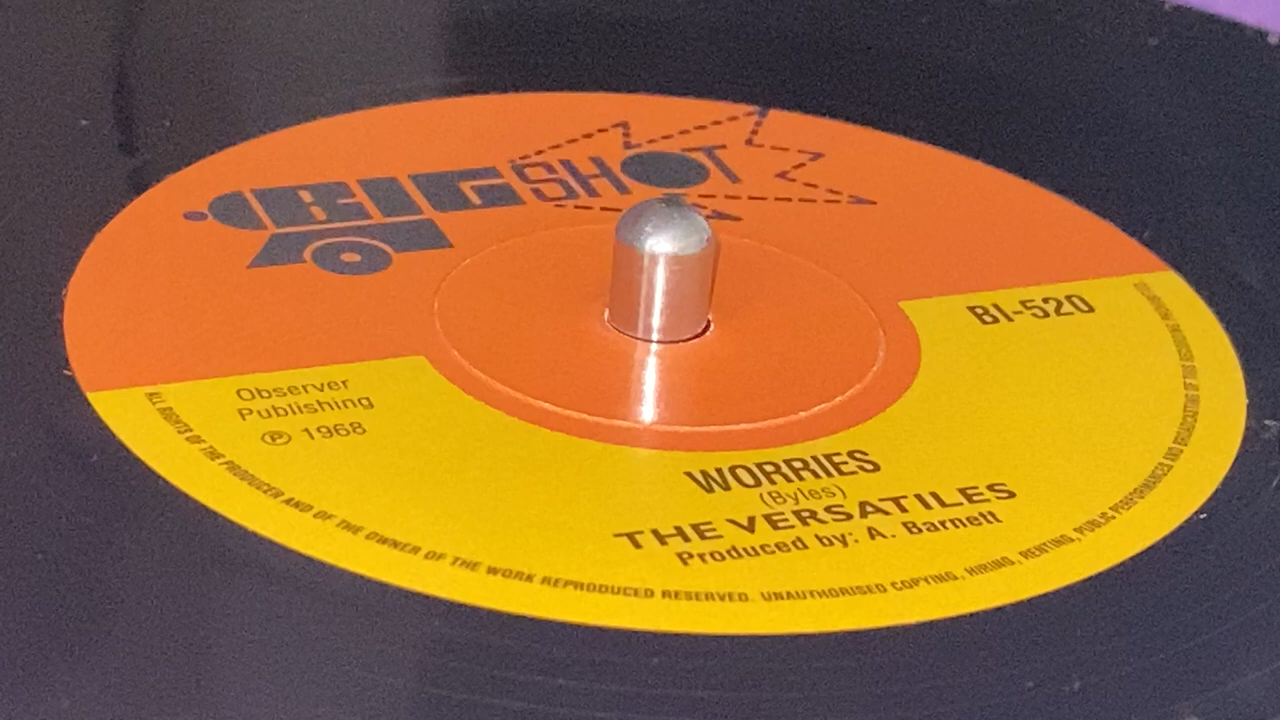 BIG SHOT
BI-520
Observer
Publishing
℗ 1968
WORRIES
(Byles)
THE VERSATILES
Produced by: A. Barnett
ALL RIGHTS OF THE PRODUCER AND OF THE OWNER OF THE WORK REPRODUCED RESERVED. UNAUTHORISED COPYING, HIRING, RENTING, PUBLIC PERFORMANCE AND BROADCASTING OF THIS RECORDING PROHIBITED